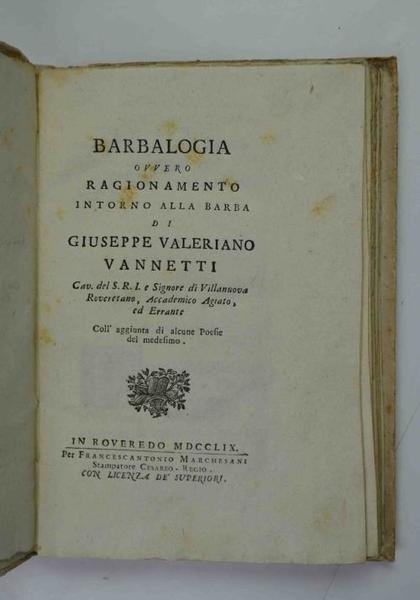 BARBALOGIA
OVVERO
RAGIONAMENTO
INTORNO ALLA BARBA
DI
GIUSEPPE VALERIANO
VANNETTI
Cav. del S. R. I. e Signore di Villanuova
Roveretano, Accademico Agiato,
ed Errante
Coll' aggiunta di alcune Poesie
del medesimo.
IN ROVEREDO MDCCLIX.
Per FRANCESCANTONIO MARCHESANI
Stampatore CESAREO-REGIO.
CON LICENZA DE' SUPERIORI.